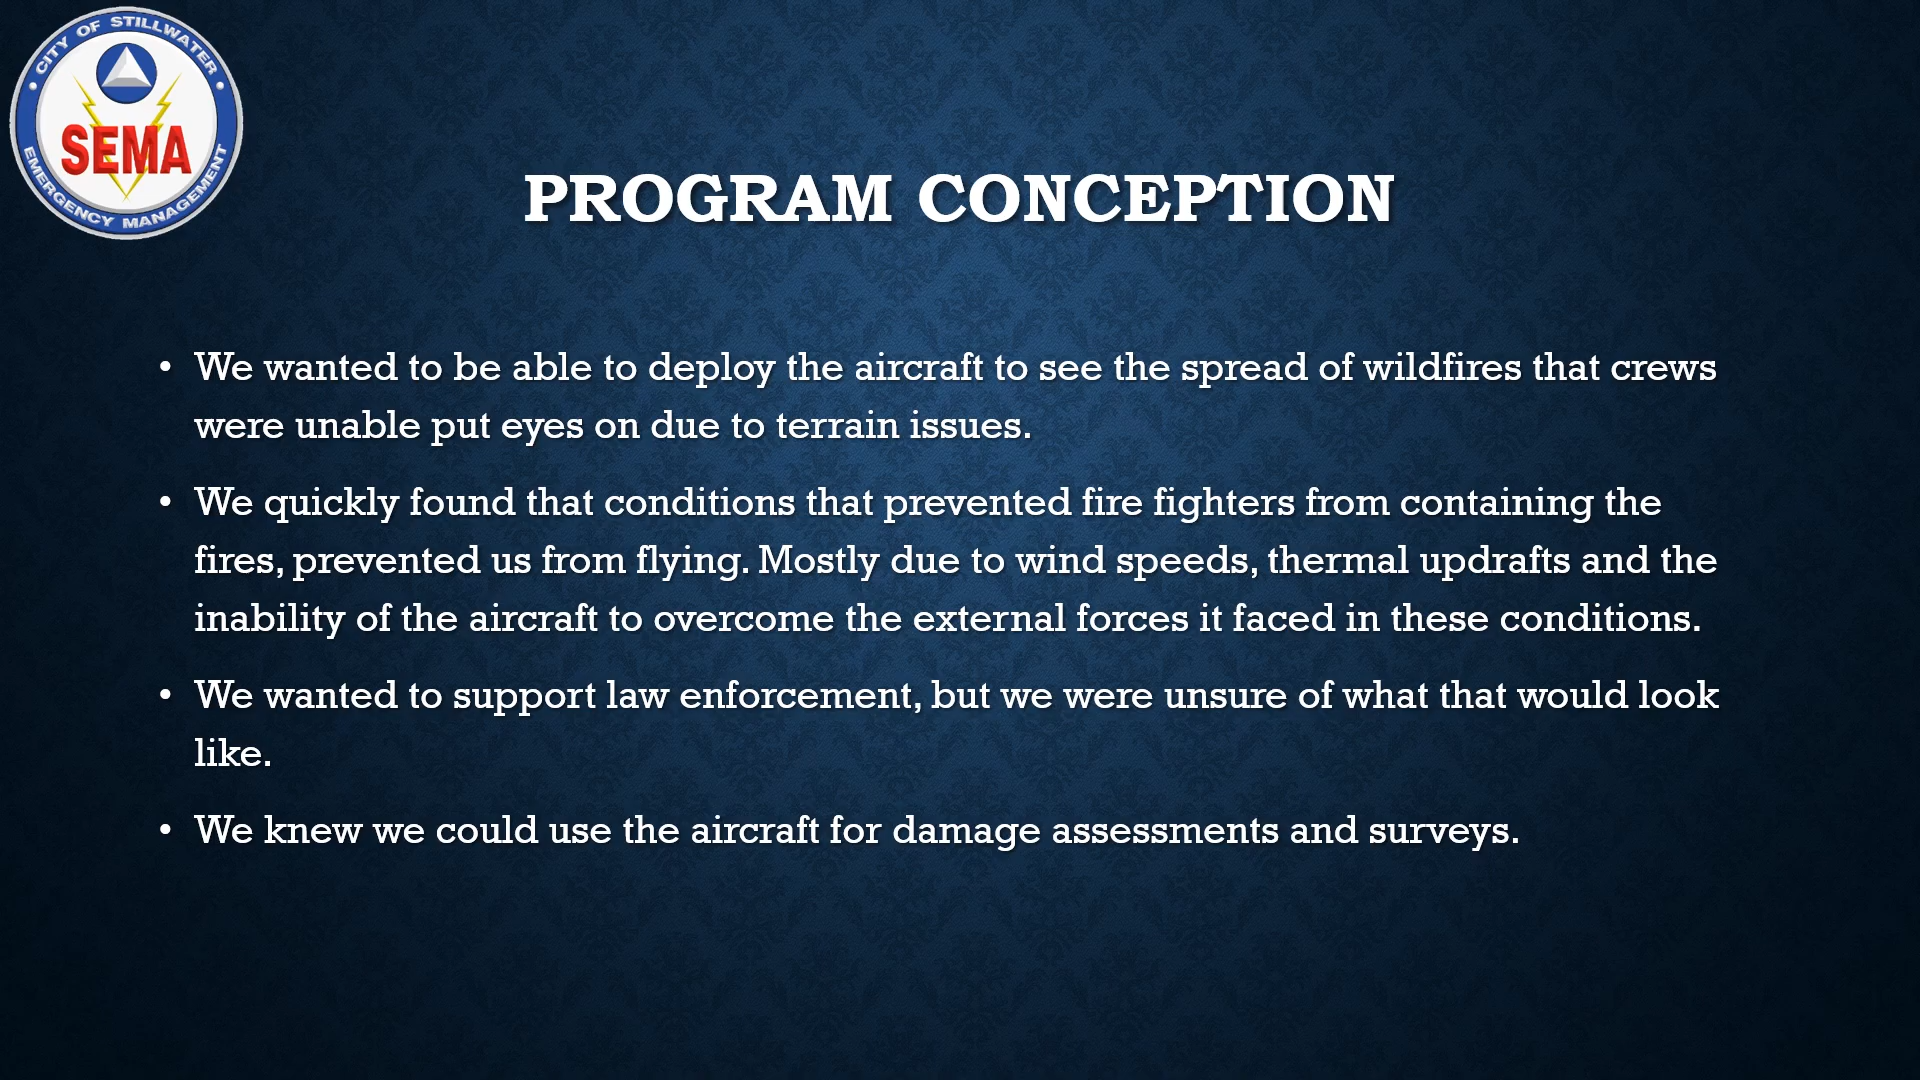 CITY OF STILLWATER
SEMA
EMERGENCY MANAGEMENT
PROGRAM CONCEPTION
• We wanted to be able to deploy the aircraft to see the spread of wildfires that crews
were unable put eyes on due to terrain issues.
• We quickly found that conditions that prevented fire fighters from containing the
fires, prevented us from flying. Mostly due to wind speeds, thermal updrafts and the
inability of the aircraft to overcome the external forces it faced in these conditions.
• We wanted to support law enforcement, but we were unsure of what that would look
like.
• We knew we could use the aircraft for damage assessments and surveys.